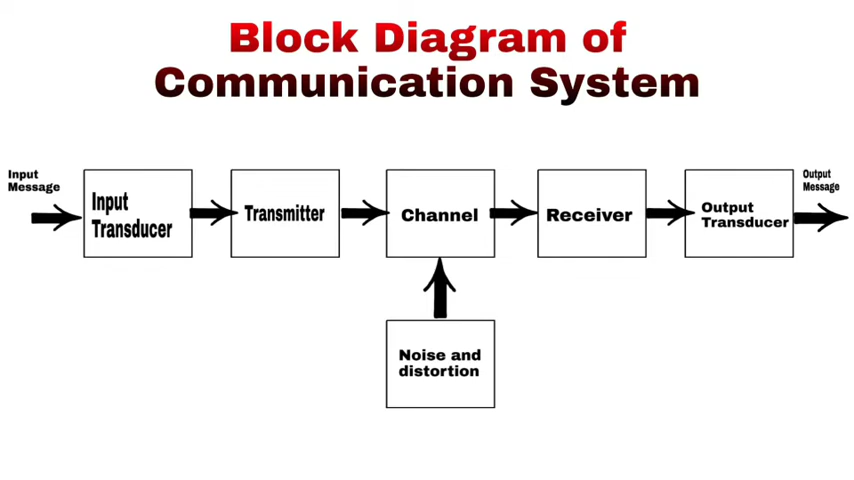 Block Diagram of
Communication System
Input
Message
Input
Transducer
Transmitter
Channel
Receiver
Output
Transducer
Output
Message
Noise and
distortion